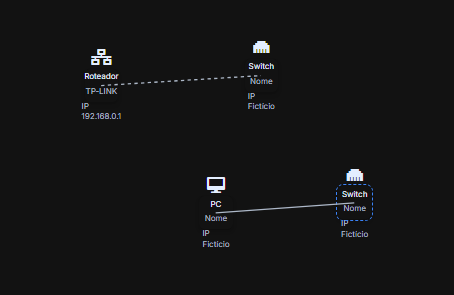 Roteador
TP-LINK
IP
192.168.0.1
Switch
Nome
IP
Fictício
PC
Nome
IP
Fictício
Switch
Nome
IP
Fictício